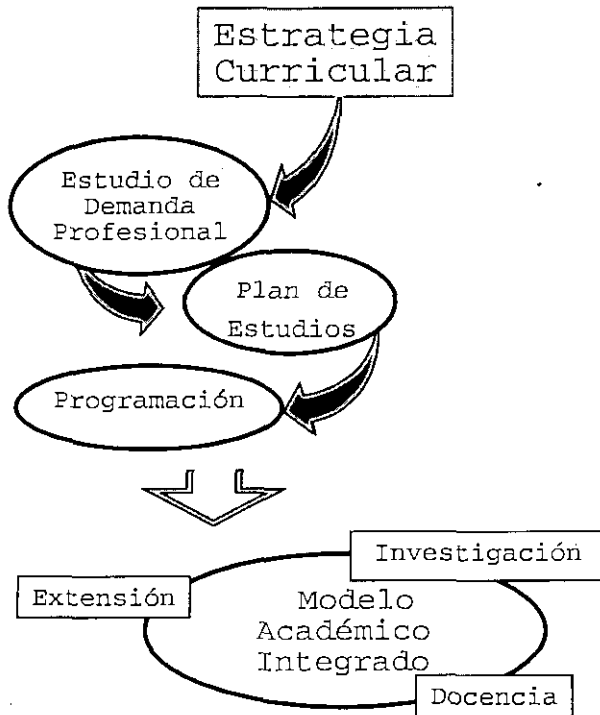 Estrategia
Curricular
Estudio de
Demanda
Profesional
Plan de
Estudios
Programación
Investigación
Extensión
Modelo
Académico
Integrado
Docencia